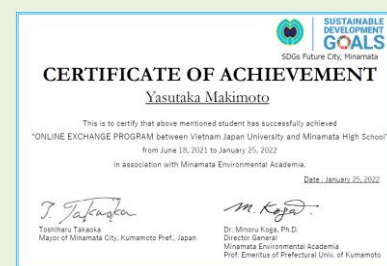 SUSTAINABLE
DEVELOPMENT
GOALS
SDGs Future City, Minamata
CERTIFICATE OF ACHIEVEMENT
Yasutaka Makimoto
This is to certify that above mentioned student has successfully achieved
"ONLINE EXCHANGE PROGRAM between Vietnam Japan University and Minamata High School"
from June 18, 2021 to January 25, 2022
in association with Minamata Environmental Academia.
Date : January 25, 2022
T. Takaoka
M. Koga.
Toshiharu Takaoka
Mayor of Minamata City, Kumamoto Pref., Japan
Dr. Minoru Koga, Ph.D.
Director General
Minamata Environmental Academia
Prof. Emeritus of Prefectural Univ. of Kumamoto